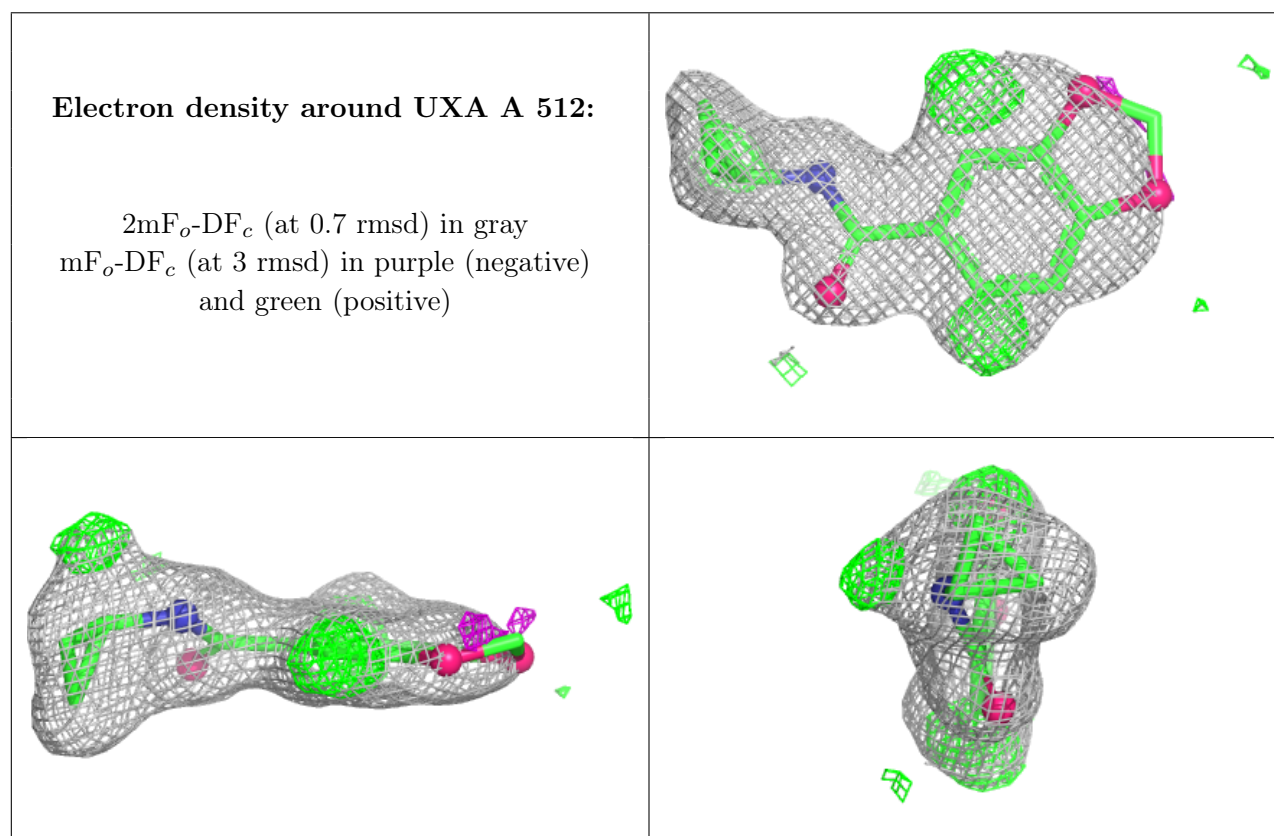 Electron density around UXA A 512:
2mFₒ-DF𝒸 (at 0.7 rmsd) in gray
mFₒ-DF𝒸 (at 3 rmsd) in purple (negative)
and green (positive)